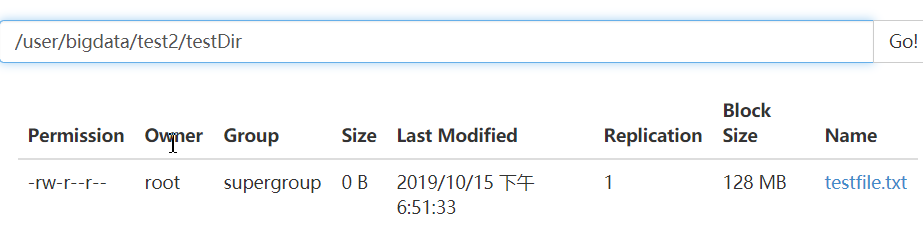 /user/bigdata/test2/testDir Go!
Permission Owner Group Size Last Modified Replication Block Size Name
-rw-r--r-- root supergroup 0 B 2019/10/15 下午 6:51:33 1 128 MB testfile.txt